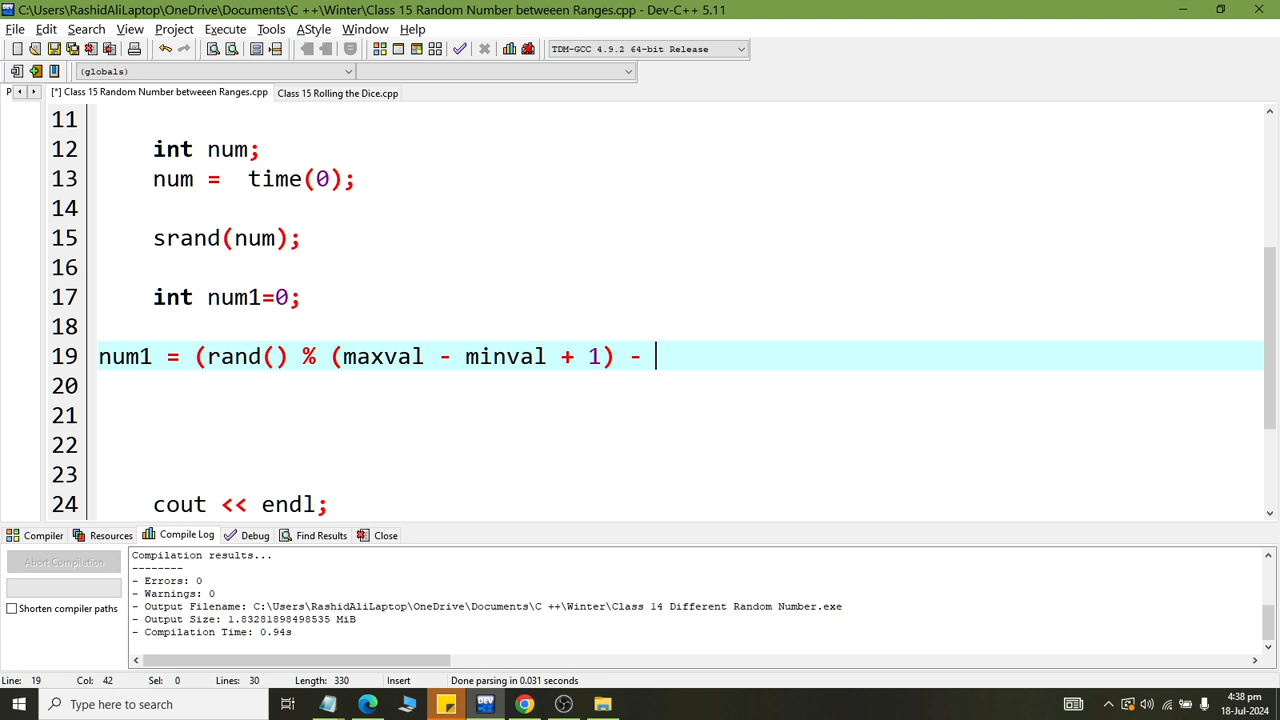 C:\Users\RashidAliLaptop\OneDrive\Documents\C ++\Winter\Class 15 Random Number betweeen Ranges.cpp - Dev-C++ 5.11
File Edit Search View Project Execute Tools AStyle Window Help
TDM-GCC 4.9.2 64-bit Release
(globals)
P [*] Class 15 Random Number betweeen Ranges.cpp Class 15 Rolling the Dice.cpp
11
12 int num;
13 num =  time(0);
14
15 srand(num);
16
17 int num1=0;
18
19 num1 = (rand() % (maxval - minval + 1) -
20
21
22
23
24 cout << endl;
Compiler Resources Compile Log Debug Find Results Close
Abort Compilation
Shorten compiler paths
Compilation results...
--------
- Errors: 0
- Warnings: 0
- Output Filename: C:\Users\RashidAliLaptop\OneDrive\Documents\C ++\Winter\Class 14 Different Random Number.exe
- Output Size: 1.83281898498535 MiB
- Compilation Time: 0.94s
Line: 19 Col: 42 Sel: 0 Lines: 30 Length: 330 Insert Done parsing in 0.031 seconds
Type here to search
DEV
4:38 pm
18-Jul-2024